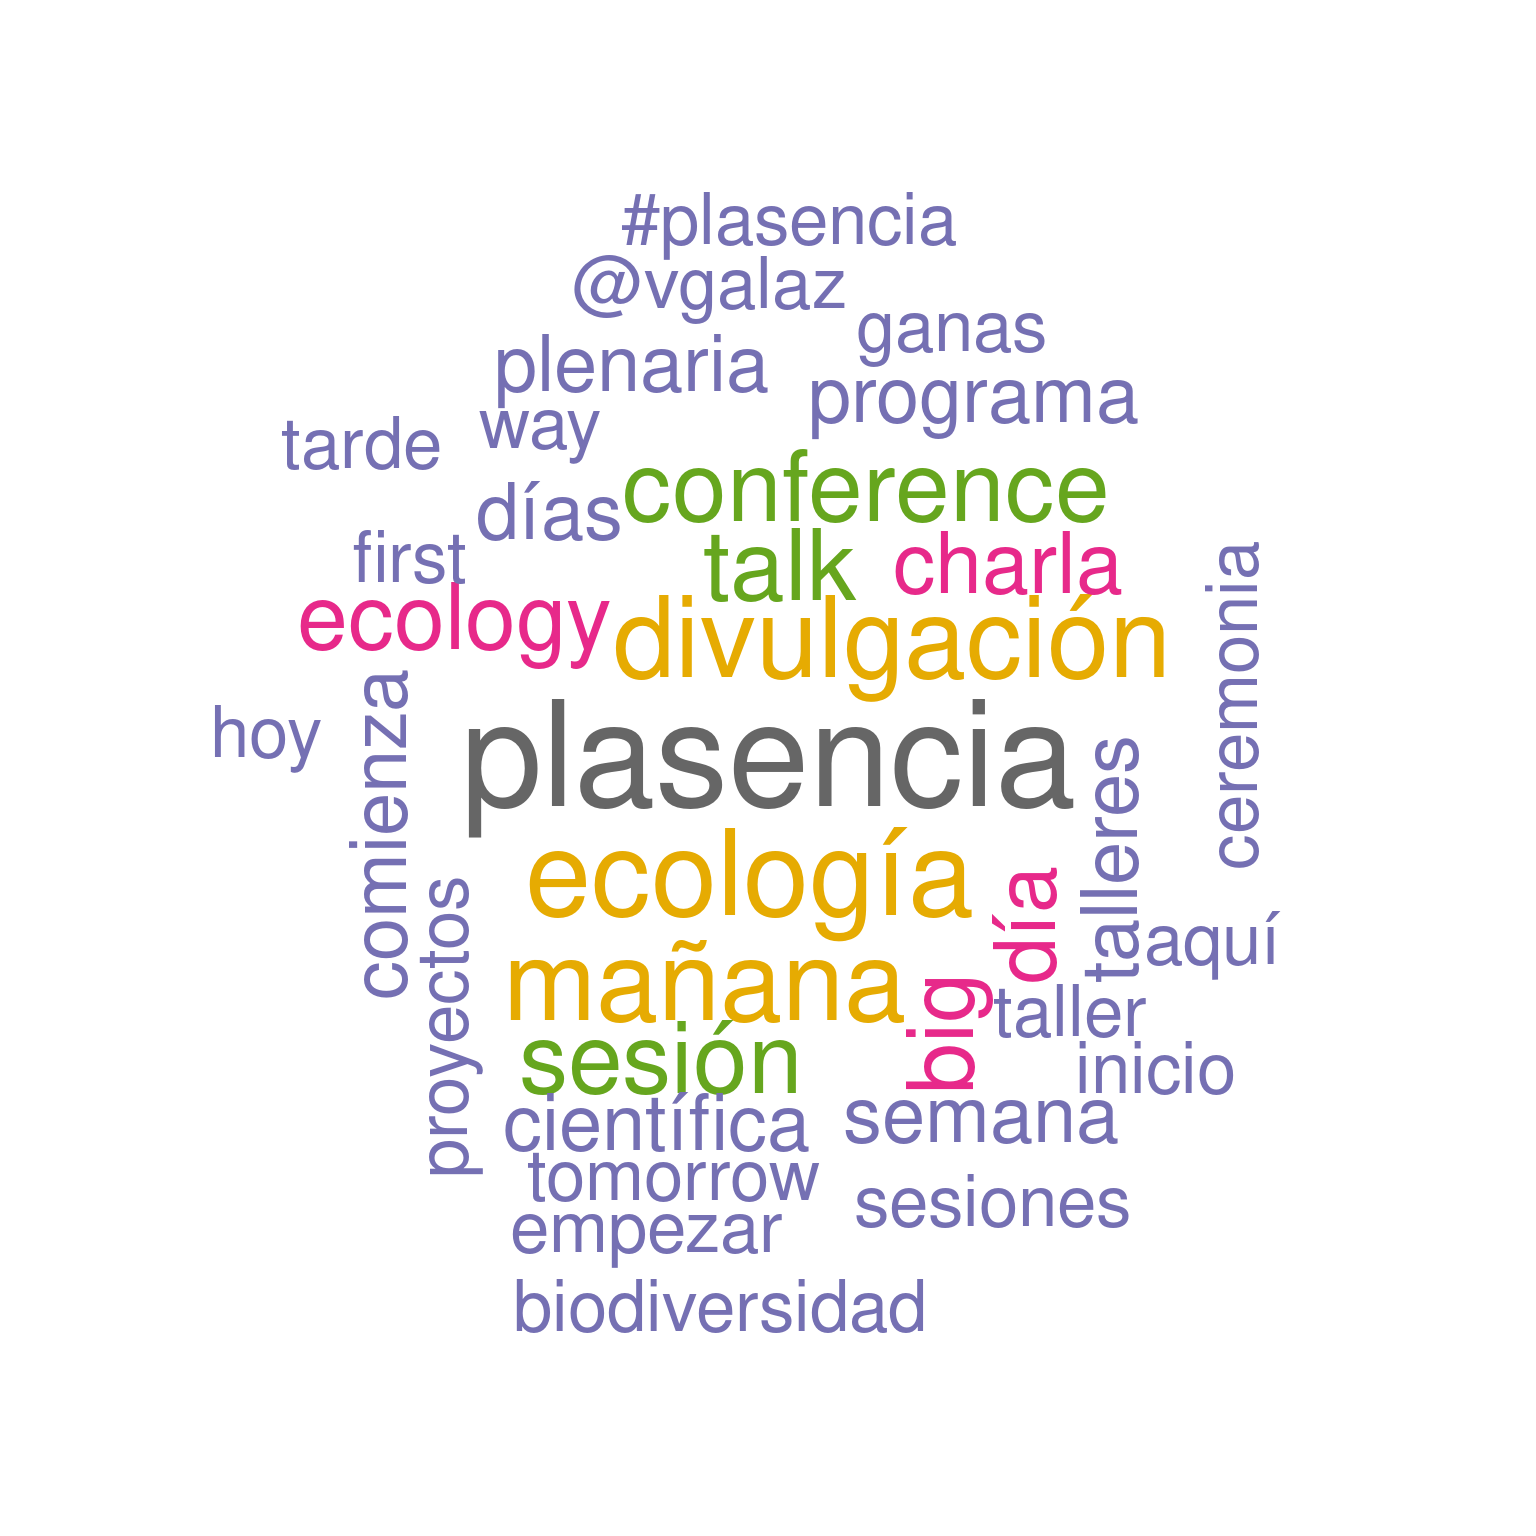 #plasencia
@vgalaz
ganas
plenaria
programa
way
tarde
conference
días
first
talk
charla
ecology
divulgación
ceremonia
hoy
comienza
plasencia
talleres
ecología
día
proyectos
aquí
mañana
big
taller
sesión
inicio
científica
semana
tomorrow
sesiones
empezar
biodiversidad